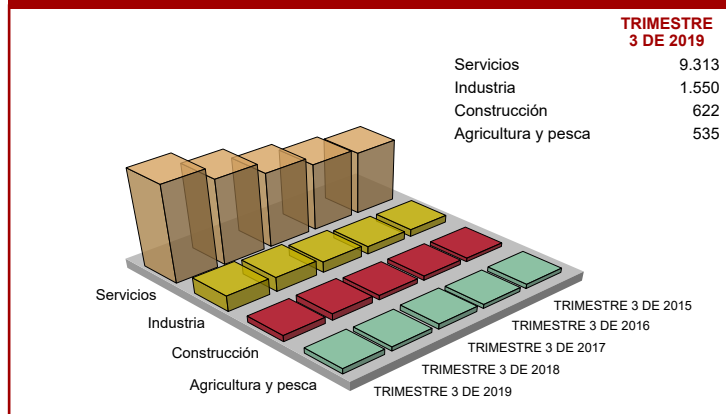 TRIMESTRE
3 DE 2019
Servicios 9.313
Industria 1.550
Construcción 622
Agricultura y pesca 535
Servicios
Industria
Construcción
Agricultura y pesca
TRIMESTRE 3 DE 2015
TRIMESTRE 3 DE 2016
TRIMESTRE 3 DE 2017
TRIMESTRE 3 DE 2018
TRIMESTRE 3 DE 2019